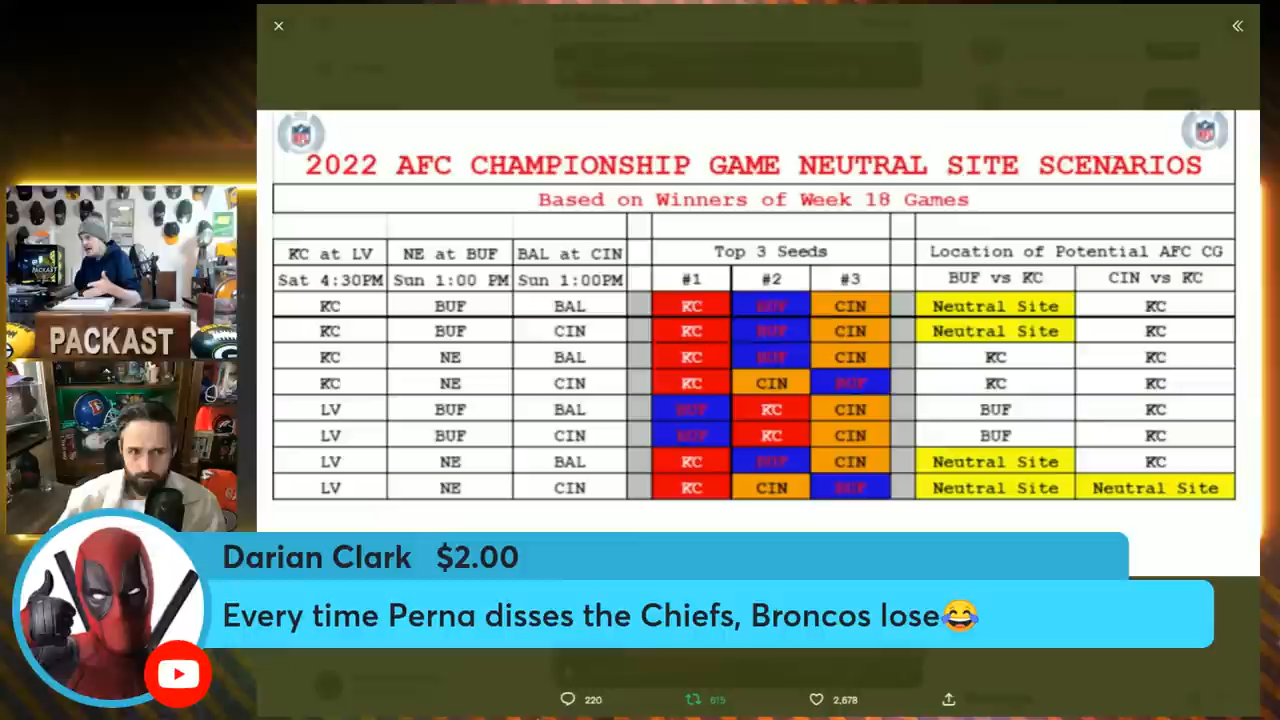 2022 AFC CHAMPIONSHIP GAME NEUTRAL SITE SCENARIOS
Based on Winners of Week 18 Games
KC at LV NE at BUF BAL at CIN Top 3 Seeds Location of Potential AFC CG
Sat 4:30PM Sun 1:00 PM Sun 1:00PM #1 #2 #3 BUF vs KC CIN vs KC
KC BUF BAL KC BUF CIN Neutral Site KC
KC BUF CIN KC BUF CIN Neutral Site KC
KC NE BAL KC BUF CIN KC KC
KC NE CIN KC CIN BUF KC KC
LV BUF BAL BUF KC CIN BUF KC
LV BUF CIN BUF KC CIN BUF KC
LV NE BAL KC BUF CIN Neutral Site KC
LV NE CIN KC CIN BUF Neutral Site Neutral Site
PACKAST
Darian Clark $2.00
Every time Perna disses the Chiefs, Broncos lose😂
220 615 2,678